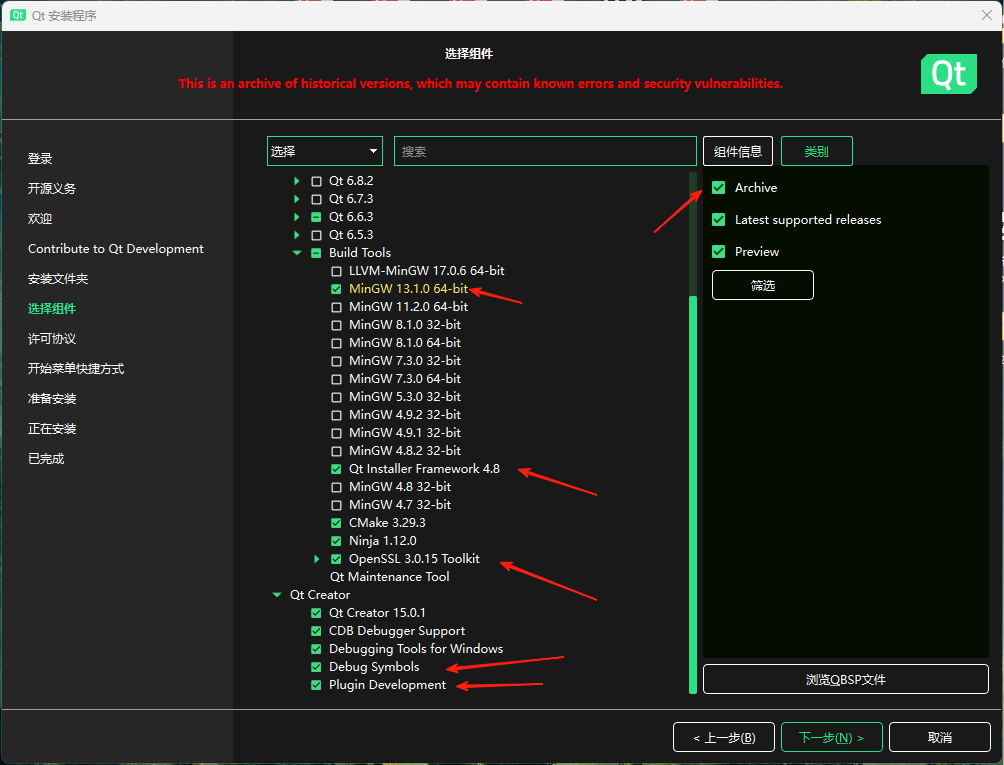 Qt Qt 安装程序
选择组件
This is an archive of historical versions, which may contain known errors and security vulnerabilities.
Qt
登录
开源义务
欢迎
Contribute to Qt Development
安装文件夹
选择组件
许可协议
开始菜单快捷方式
准备安装
正在安装
已完成
选择
搜索
组件信息
类别
Qt 6.8.2
Qt 6.7.3
Qt 6.6.3
Qt 6.5.3
Build Tools
LLVM-MinGW 17.0.6 64-bit
MinGW 13.1.0 64-bit
MinGW 11.2.0 64-bit
MinGW 8.1.0 32-bit
MinGW 8.1.0 64-bit
MinGW 7.3.0 32-bit
MinGW 7.3.0 64-bit
MinGW 5.3.0 32-bit
MinGW 4.9.2 32-bit
MinGW 4.9.1 32-bit
MinGW 4.8.2 32-bit
Qt Installer Framework 4.8
MinGW 4.8 32-bit
MinGW 4.7 32-bit
CMake 3.29.3
Ninja 1.12.0
OpenSSL 3.0.15 Toolkit
Qt Maintenance Tool
Qt Creator
Qt Creator 15.0.1
CDB Debugger Support
Debugging Tools for Windows
Debug Symbols
Plugin Development
Archive
Latest supported releases
Preview
筛选
浏览QBSP文件
< 上一步(B)
下一步(N) >
取消